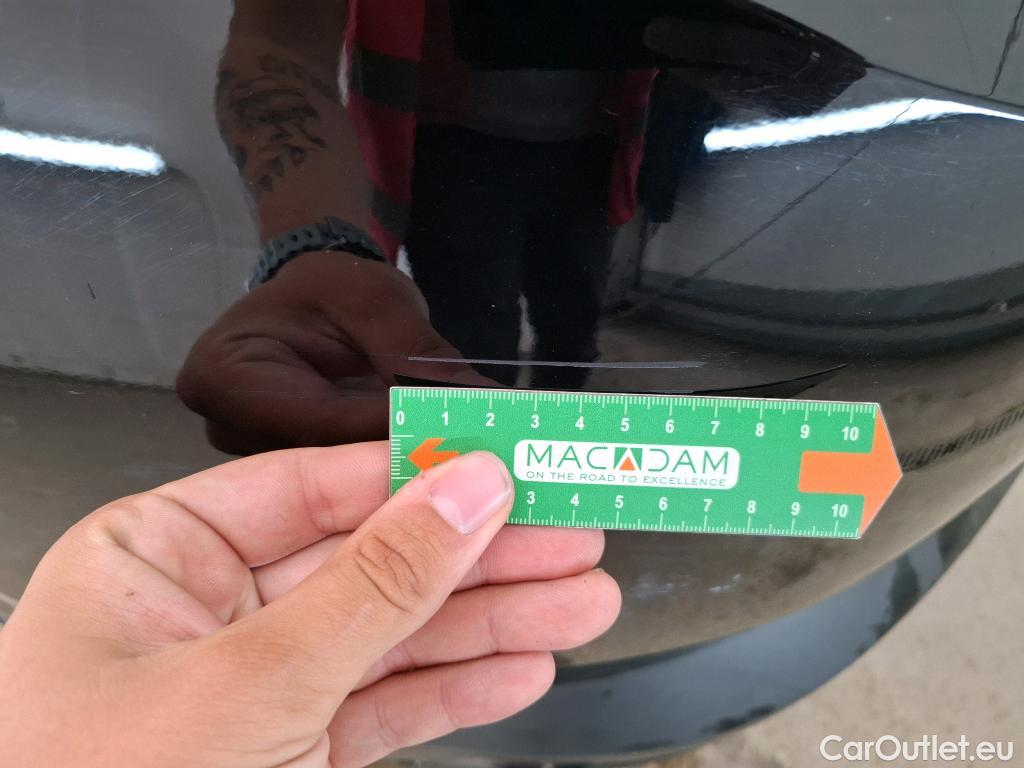 0 1 2 3 4 5 6 7 8 9 10
MACADAM
ON THE ROAD TO EXCELLENCE
3 4 5 6 7 8 9 10
CarOutlet.eu